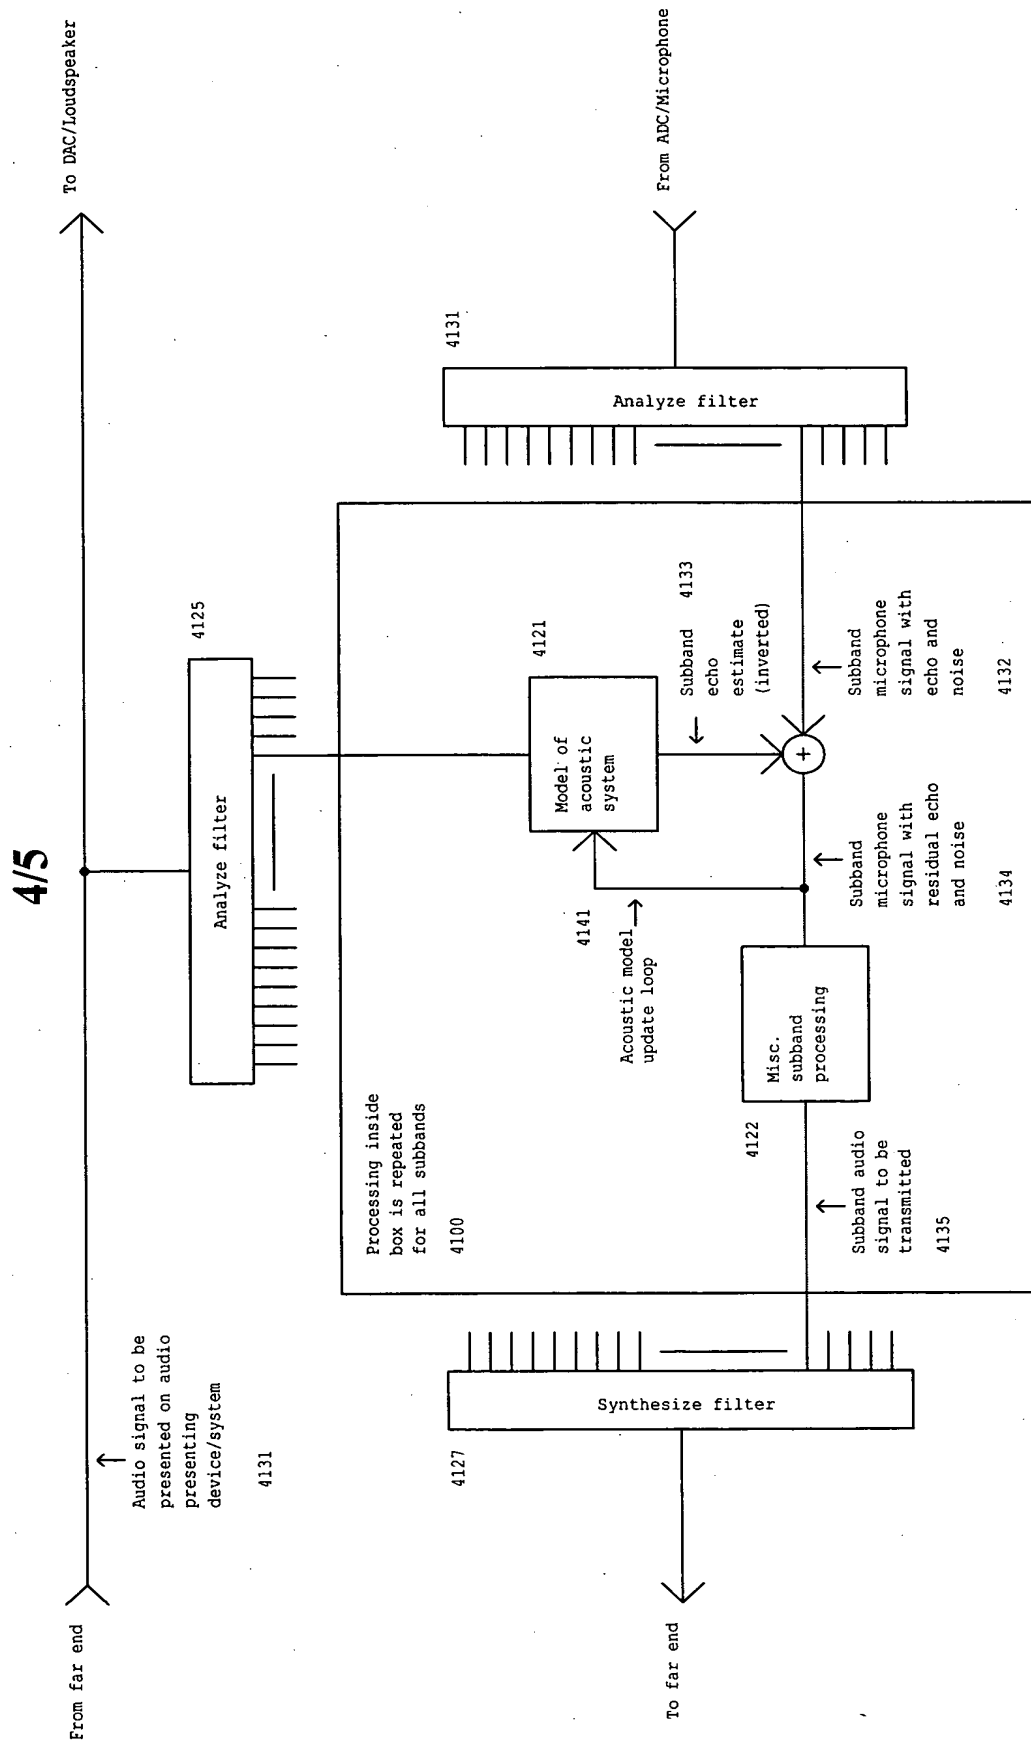 4/5
From far end
To DAC/Loudspeaker
Audio signal to be
presented on audio
presenting
device/system
4131
4125
Analyze filter
Processing inside
box is repeated
for all subbands
4100
4121
Model of
acoustic
system
4133
Subband
echo
estimate
(inverted)
4141
Acoustic model
update loop
4131
Analyze filter
From ADC/Microphone
4127
Synthesize filter
To far end
4122
Misc.
subband
processing
+
Subband audio
signal to be
transmitted
4135
Subband
microphone
signal with
residual echo
and noise
4134
Subband
microphone
signal with
echo and
noise
4132